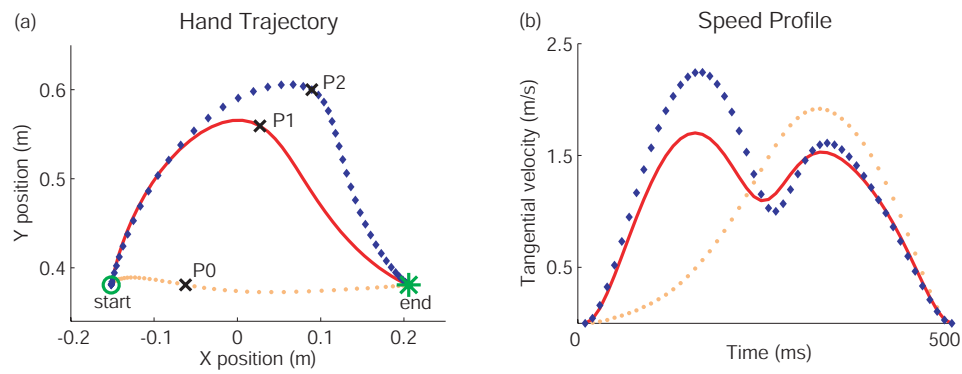 (a)
Hand Trajectory
0.6
0.5
0.4
Y position (m)
P2
P1
P0
start
end
-0.2
-0.1
0
0.1
0.2
X position (m)
(b)
Speed Profile
2.5
1.5
0.5
Tangential velocity (m/s)
0
500
Time (ms)